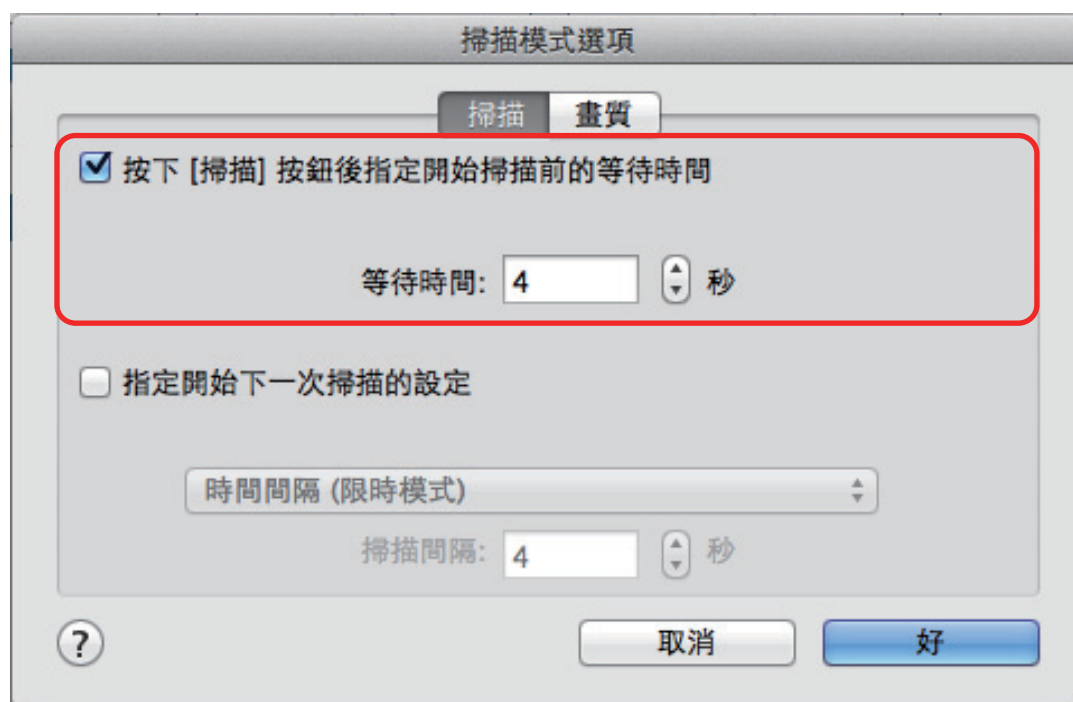 掃描模式選項
掃描 畫質
按下 [掃描] 按鈕後指定開始掃描前的等待時間
等待時間: 4 秒
指定開始下一次掃描的設定
時間間隔 (限時模式)
掃描間隔: 4 秒
? 取消 好